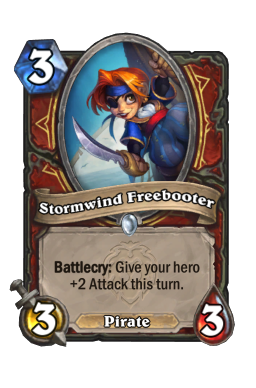 3
Stormwind Freebooter
Battlecry: Give your hero
+2 Attack this turn.
3
Pirate
3